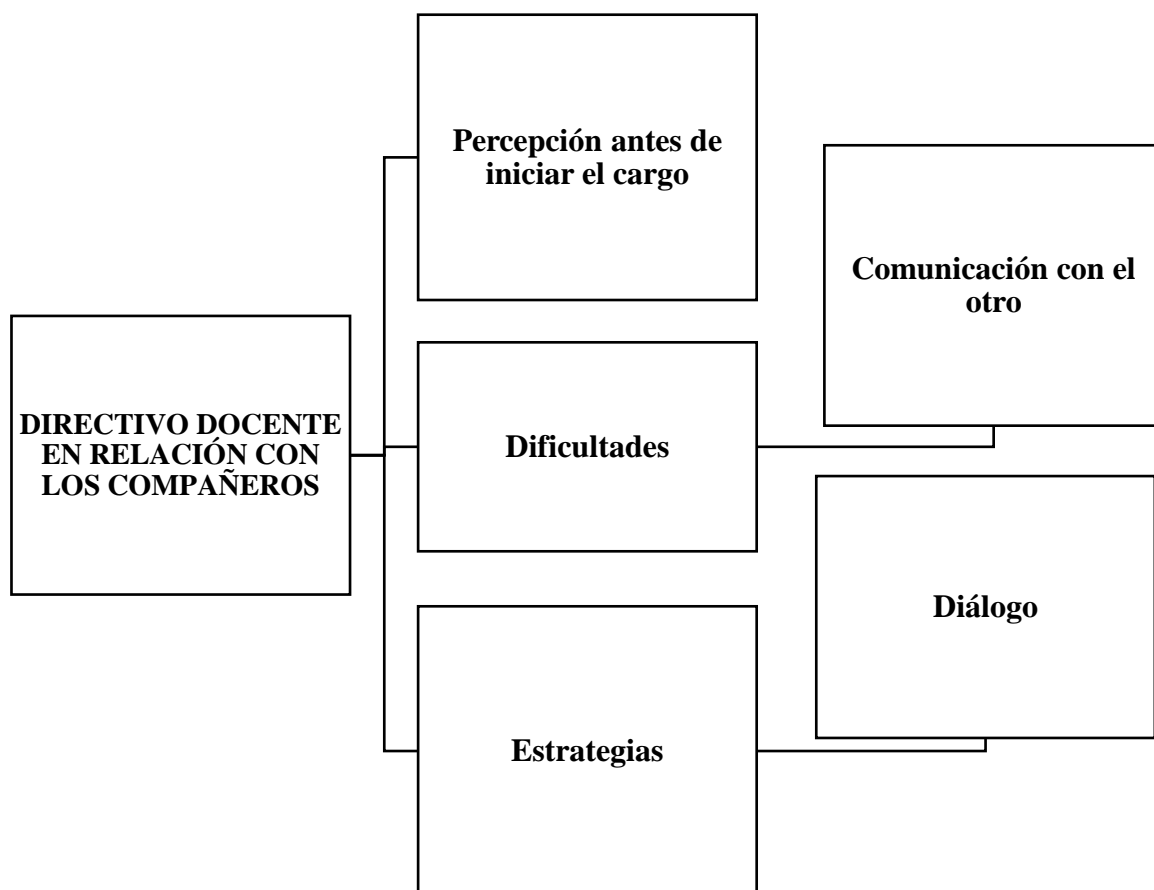 DIRECTIVO DOCENTE
EN RELACIÓN CON
LOS COMPAÑEROS
Percepción antes de
iniciar el cargo
Dificultades
Comunicación con el
otro
Estrategias
Diálogo